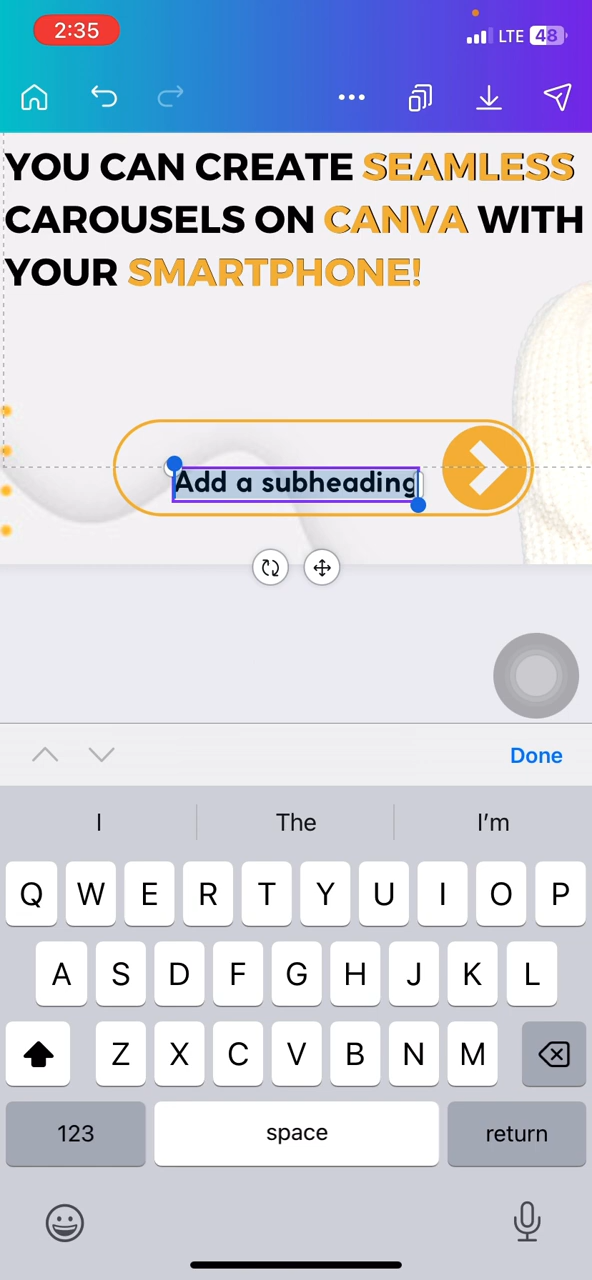 2:35
LTE 48
YOU CAN CREATE SEAMLESS
CAROUSELS ON CANVA WITH
YOUR SMARTPHONE!
Add a subheading
Done
I The I'm
Q W E R T Y U I O P
A S D F G H J K L
Z X C V B N M
123 space return